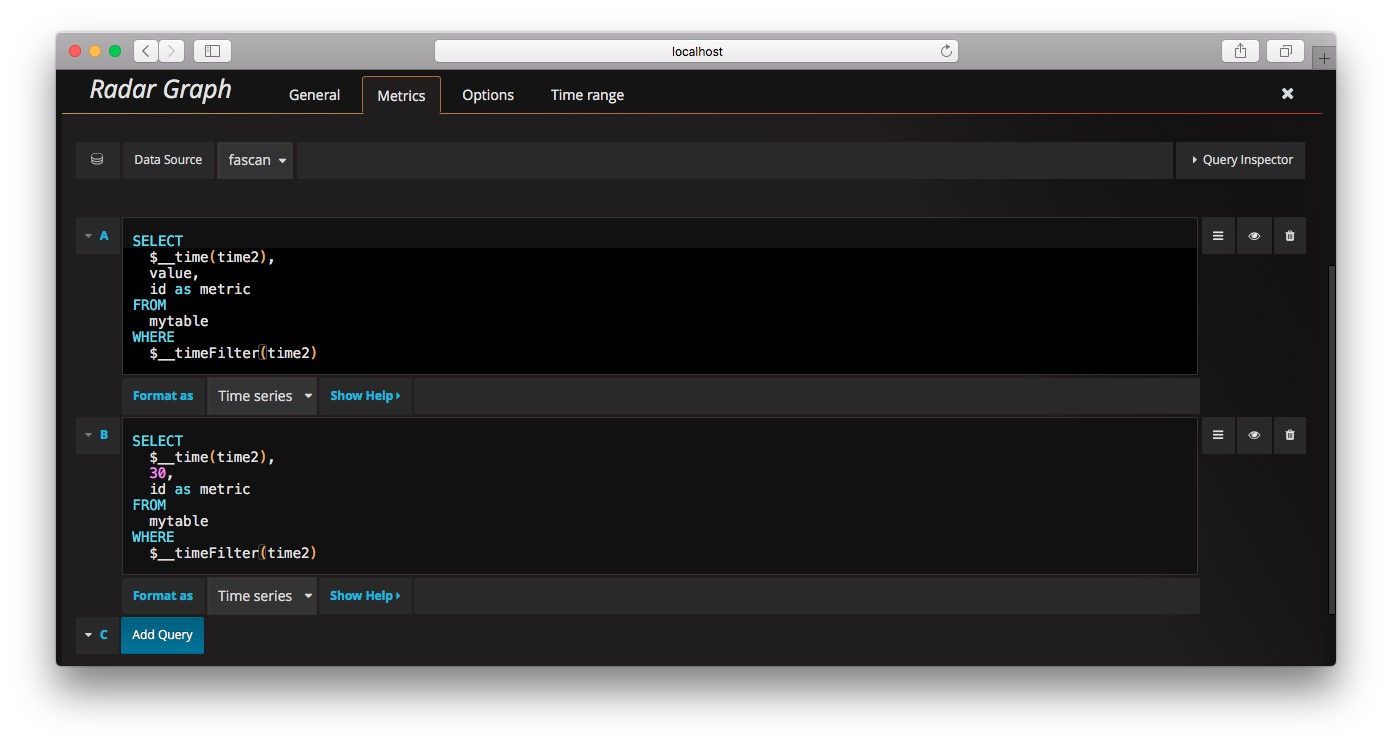 localhost
Radar Graph General Metrics Options Time range
Data Source fascan Query Inspector
A
SELECT
$__time(time2),
value,
id as metric
FROM
mytable
WHERE
$__timeFilter(time2)
Format as Time series Show Help
B
SELECT
$__time(time2),
30,
id as metric
FROM
mytable
WHERE
$__timeFilter(time2)
Format as Time series Show Help
C Add Query